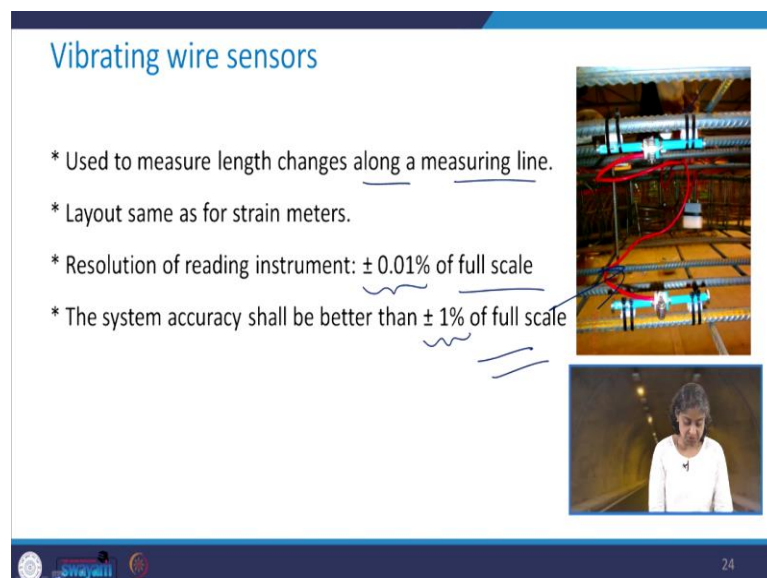 Vibrating wire sensors
* Used to measure length changes along a measuring line.
* Layout same as for strain meters.
* Resolution of reading instrument: ± 0.01% of full scale
* The system accuracy shall be better than ± 1% of full scale
swayam
24